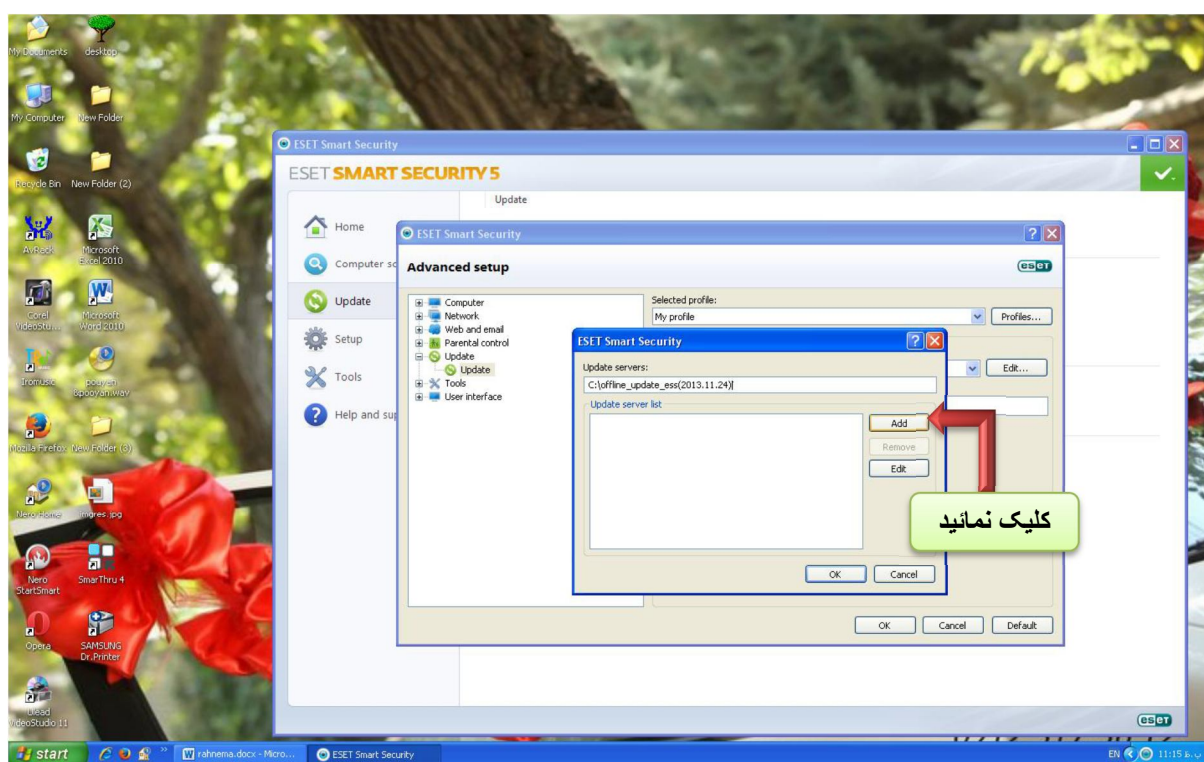 My Documents
desktop
My Computer
New Folder
Recycle Bin
New Folder (2)
Microsoft
Excel 2010
Corel
VideoStu...
Microsoft
Word 2010
Iromusic
Mozilla Firefox
New Folder (3)
Nero Home
imgres.jpg
Nero
StartSmart
SmarThru 4
Opera
SAMSUNG
Dr.Printer
VideoStudio 11
ESET Smart Security
ESET SMART SECURITY 5
Update
Home
Computer sc
Update
Setup
Tools
Help and sup
ESET Smart Security
Advanced setup
eset
Computer
Network
Web and email
Parental control
Update
Update
Tools
User interface
Selected profile:
My profile
Profiles...
Edit...
ESET Smart Security
Update servers:
C:\offline_update_ess(2013.11.24)
Update server list
Add
Remove
Edit
OK
Cancel
کلیک نمائید
OK
Cancel
Default
eset
start
rahnema.docx - Micro...
ESET Smart Security
EN
11:15 ب.ظ